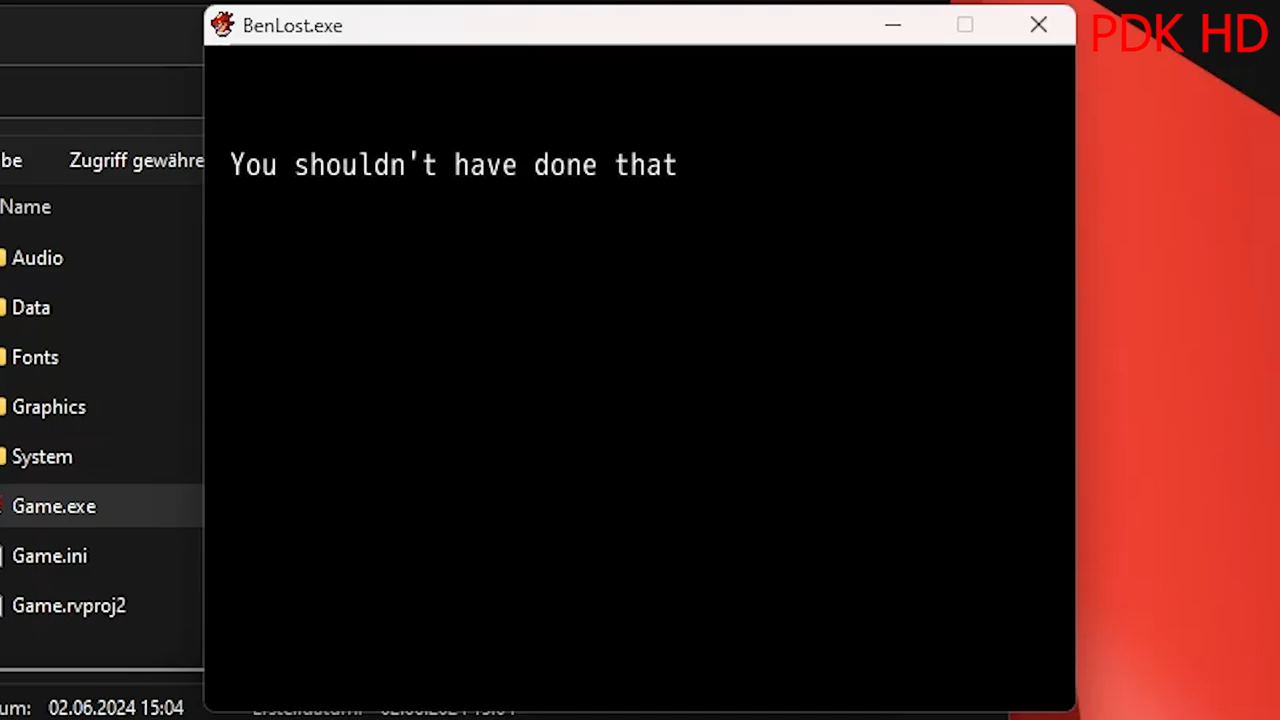 BenLost.exe
PDK HD
You shouldn't have done that
be Zugriff gewähre
Name
Audio
Data
Fonts
Graphics
System
Game.exe
Game.ini
Game.rvproj2
um: 02.06.2024 15:04